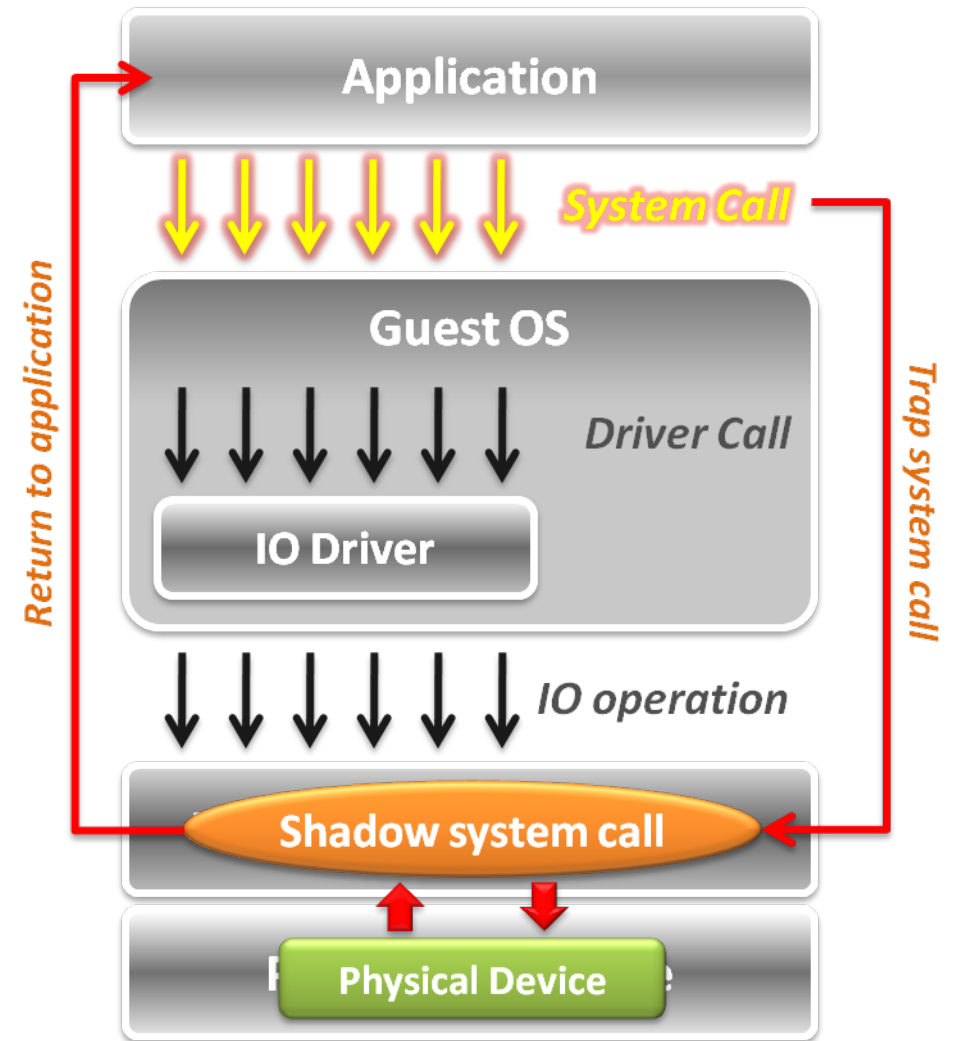 Application
System Call
Guest OS
Driver Call
IO Driver
IO operation
Shadow system call
Physical Device
Return to application
Trap system call